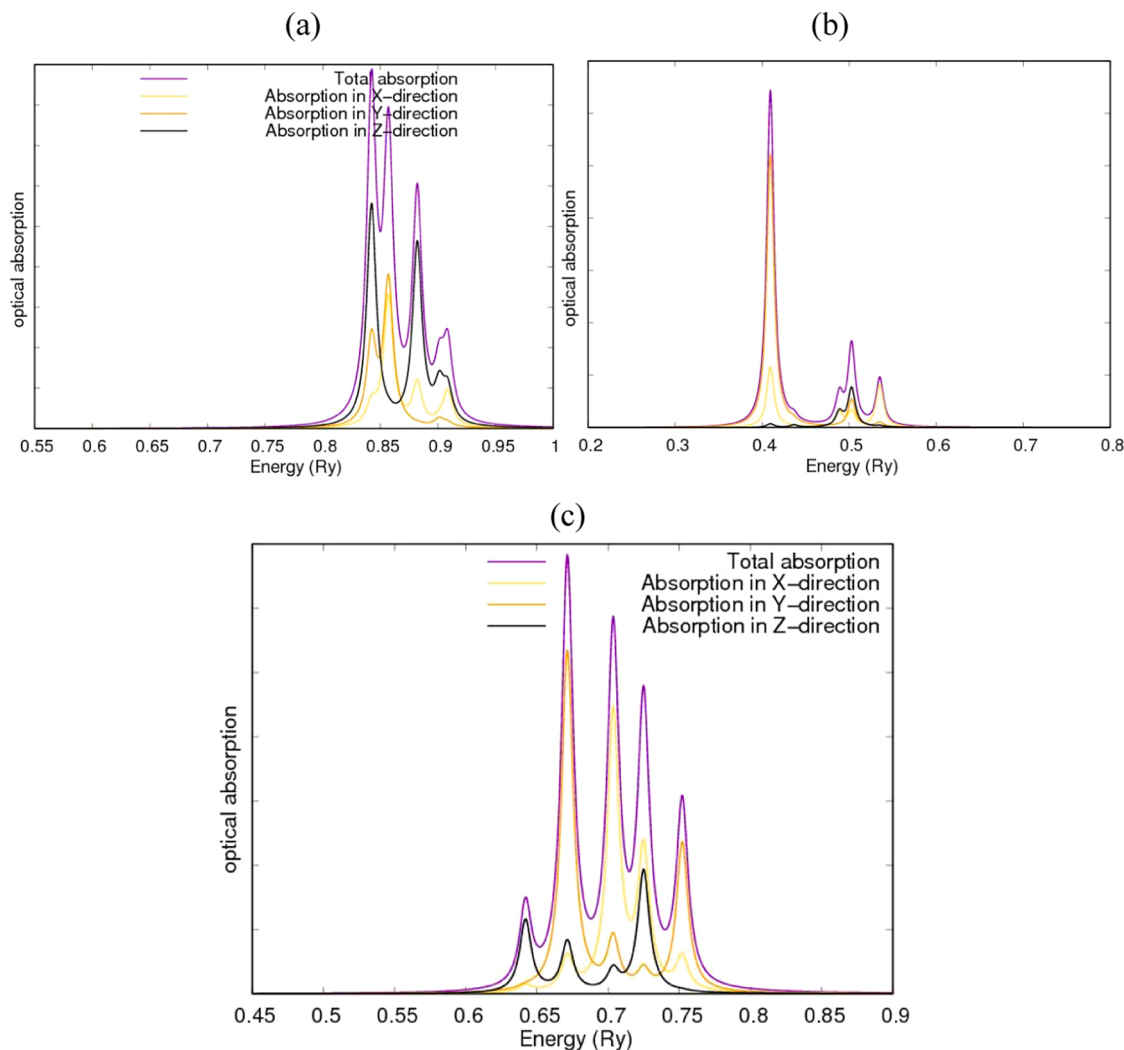 (a)
Total absorption
Absorption in X-direction
Absorption in Y-direction
Absorption in Z-direction
optical absorption
0.55 0.6 0.65 0.7 0.75 0.8 0.85 0.9 0.95 1
Energy (Ry)
(b)
optical absorption
0.2 0.3 0.4 0.5 0.6 0.7 0.8
Energy (Ry)
(c)
Total absorption
Absorption in X-direction
Absorption in Y-direction
Absorption in Z-direction
optical absorption
0.45 0.5 0.55 0.6 0.65 0.7 0.75 0.8 0.85 0.9
Energy (Ry)